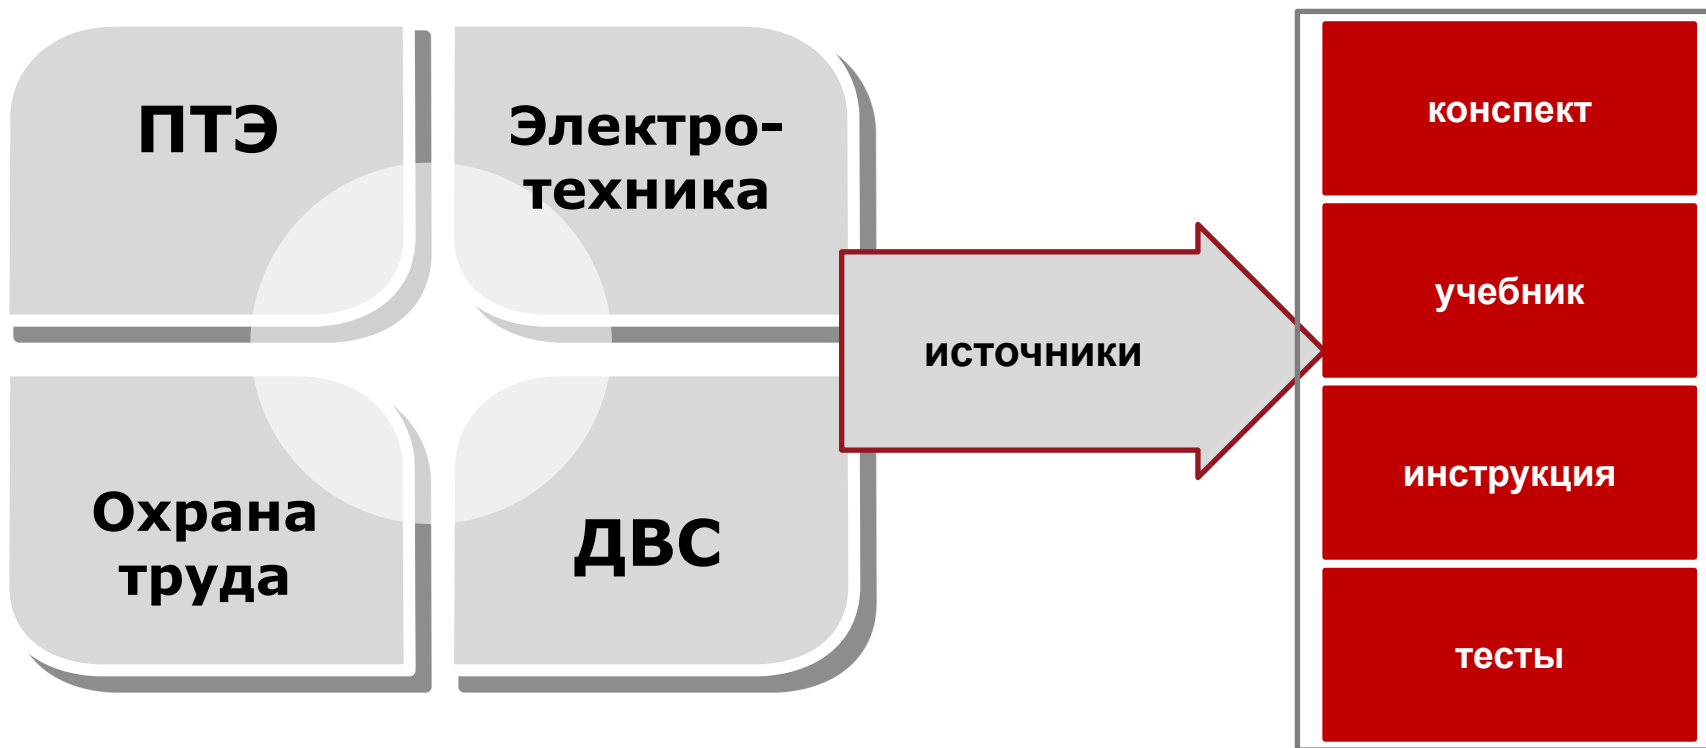 ПТЭ
Электро-
техника
Охрана
труда
ДВС
источники
конспект
учебник
инструкция
тесты